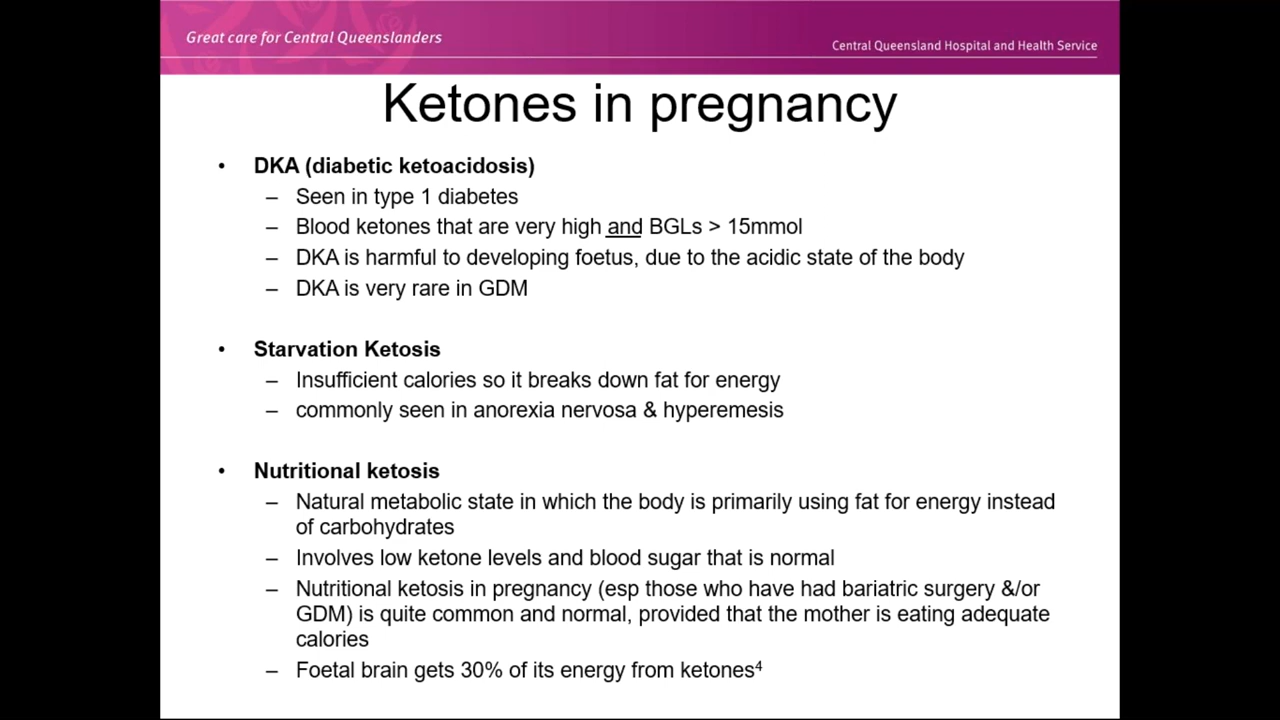 Great care for Central Queenslanders
Central Queensland Hospital and Health Service
Ketones in pregnancy
• DKA (diabetic ketoacidosis)
– Seen in type 1 diabetes
– Blood ketones that are very high and BGLs > 15mmol
– DKA is harmful to developing foetus, due to the acidic state of the body
– DKA is very rare in GDM
• Starvation Ketosis
– Insufficient calories so it breaks down fat for energy
– commonly seen in anorexia nervosa & hyperemesis
• Nutritional ketosis
– Natural metabolic state in which the body is primarily using fat for energy instead
of carbohydrates
– Involves low ketone levels and blood sugar that is normal
– Nutritional ketosis in pregnancy (esp those who have had bariatric surgery &/or
GDM) is quite common and normal, provided that the mother is eating adequate
calories
– Foetal brain gets 30% of its energy from ketones⁴